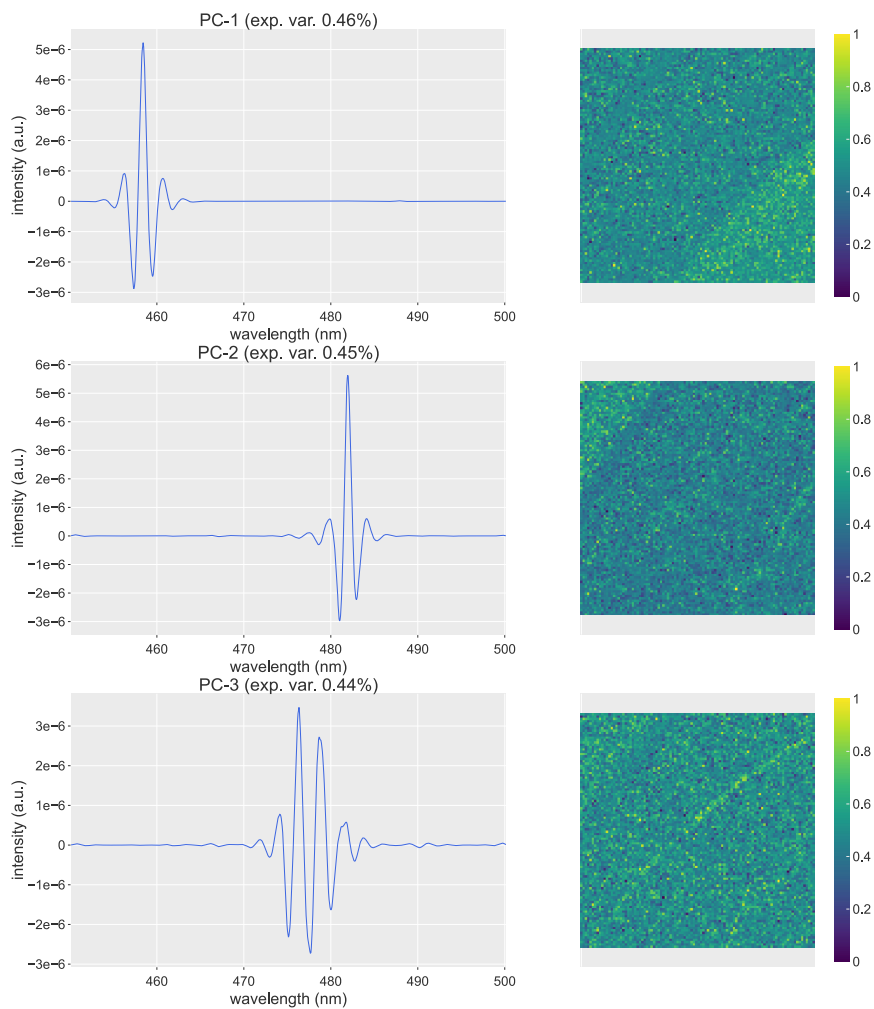 PC-1 (exp. var. 0.46%)
5e−6
4e−6
3e−6
2e−6
1e−6
0
−1e−6
−2e−6
−3e−6
intensity (a.u.)
460 470 480 490 500
wavelength (nm)
1
0.8
0.6
0.4
0.2
0
PC-2 (exp. var. 0.45%)
6e−6
5e−6
4e−6
3e−6
2e−6
1e−6
0
−1e−6
−2e−6
−3e−6
intensity (a.u.)
460 470 480 490 500
wavelength (nm)
1
0.8
0.6
0.4
0.2
0
PC-3 (exp. var. 0.44%)
3e−6
2e−6
1e−6
0
−1e−6
−2e−6
−3e−6
intensity (a.u.)
460 470 480 490 500
wavelength (nm)
1
0.8
0.6
0.4
0.2
0